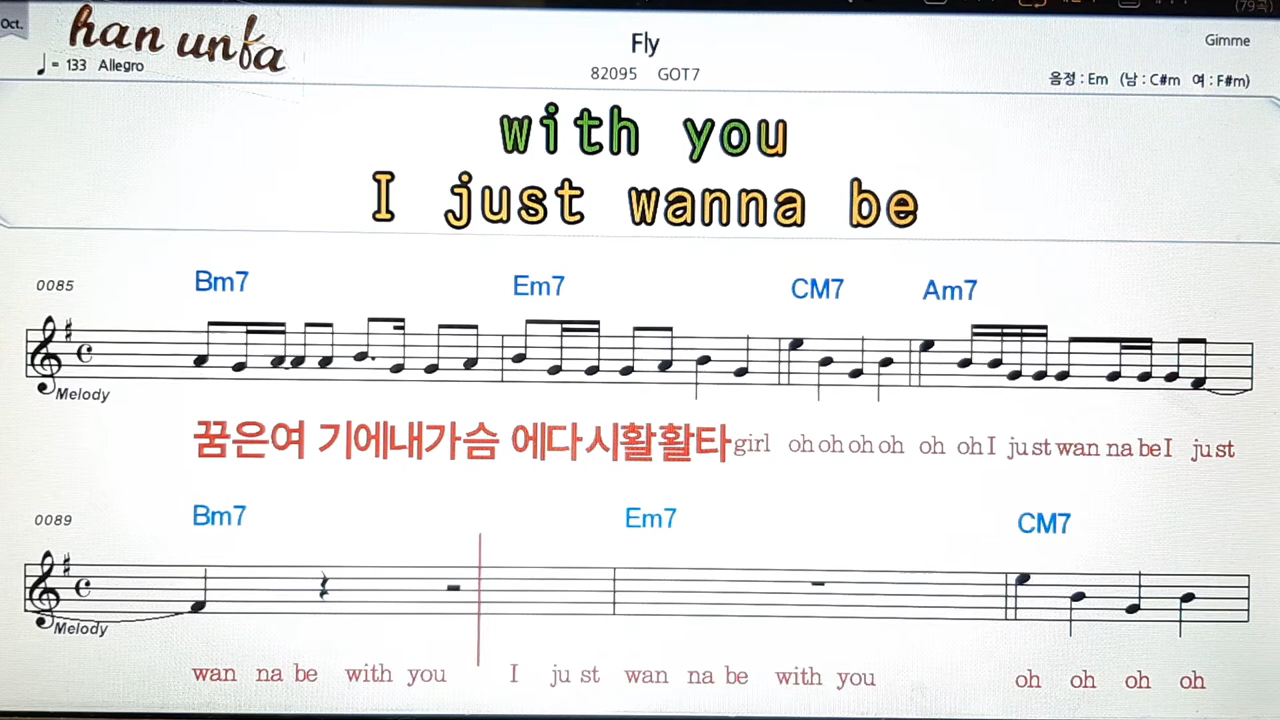 Oct.
han unfa
(79곡)
Fly
Gimme
♩ = 133 Allegro
82095 GOT7
음정 : Em (남 : C#m 여 : F#m)
with you
I just wanna be
0085
Bm7 Em7 CM7 Am7
Melody
꿈은여 기에내가슴 에다시활활타girl oh oh oh oh oh oh I just wan na be I just
0089
Bm7 Em7 CM7
Melody
wan na be with you I ju st wan na be with you oh oh oh oh